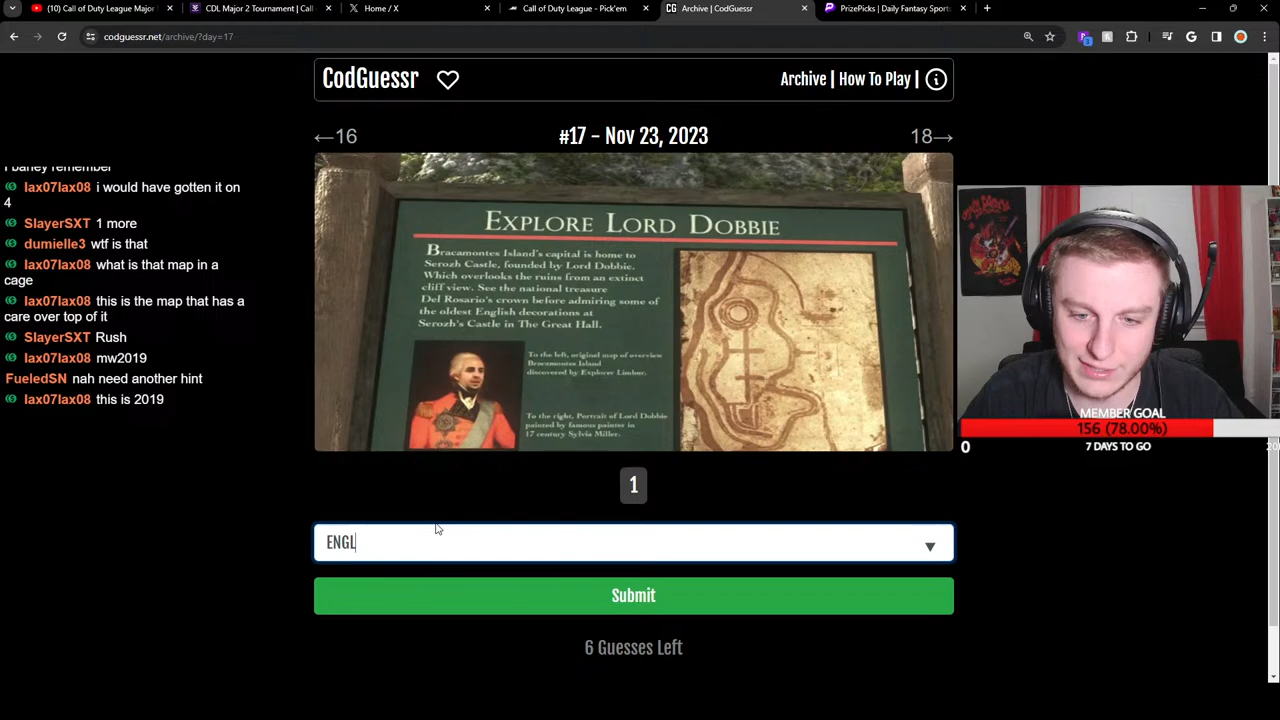 (10) Call of Duty League Major
CDL Major 2 Tournament | Call
Home / X
Call of Duty League - Pick'em
CG Archive | CodGuessr
PrizePicks | Daily Fantasy Sport
codguessr.net/archive/?day=17
CodGuessr
Archive | How To Play |
←16
#17 - Nov 23, 2023
18→
lax07lax08 i would have gotten it on
4
SlayerSXT 1 more
dumielle3 wtf is that
lax07lax08 what is that map in a
cage
lax07lax08 this is the map that has a
care over top of it
SlayerSXT Rush
lax07lax08 mw2019
FueledSN nah need another hint
lax07lax08 this is 2019
EXPLORE LORD DOBBIE
Bracamontes Island's capital is home to
Serozh Castle, founded by Lord Dobbie.
Which overlooks the ruins from an extinct
cliff view. See the national treasure
Del Rosario's crown before admiring some of
the oldest English decorations at
Serozh's Castle in The Great Hall.
To the left, original map of overview
Bracamontes Island
discovered by Explorer Limbur.
To the right, Portrait of Lord Dobbie
painted by famous painter in
17 century Sylvia Miller.
MEMBER GOAL
156 (78.00%)
0
20
7 DAYS TO GO
1
ENGL
Submit
6 Guesses Left